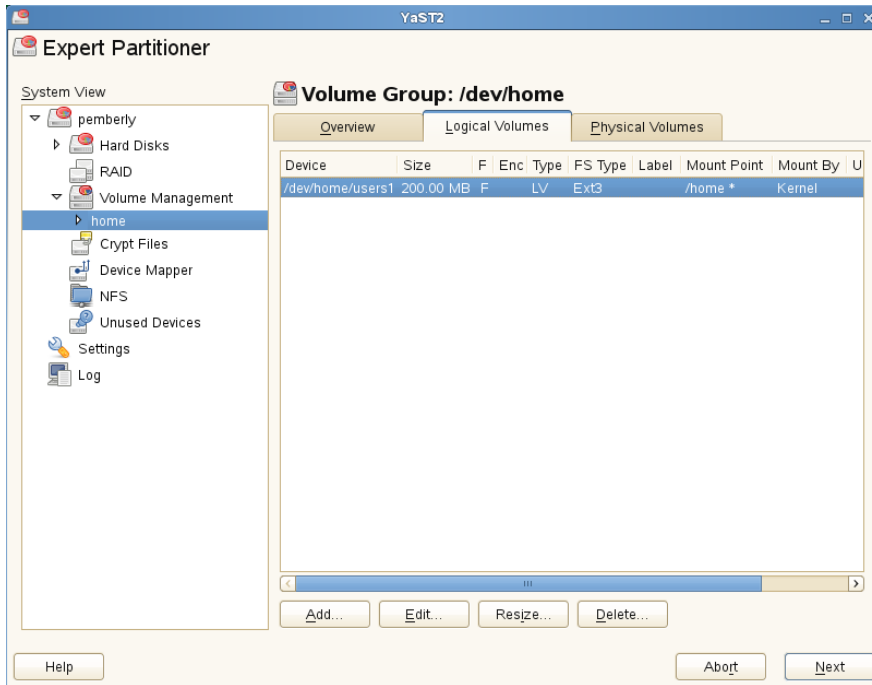 YaST2
Expert Partitioner
System View
pemberly
Hard Disks
RAID
Volume Management
home
Crypt Files
Device Mapper
NFS
Unused Devices
Settings
Log
Volume Group: /dev/home
Overview Logical Volumes Physical Volumes
Device Size F Enc Type FS Type Label Mount Point Mount By U
/dev/home/users1 200.00 MB F LV Ext3 /home * Kernel
Add... Edit... Resize... Delete...
Help Abort Next